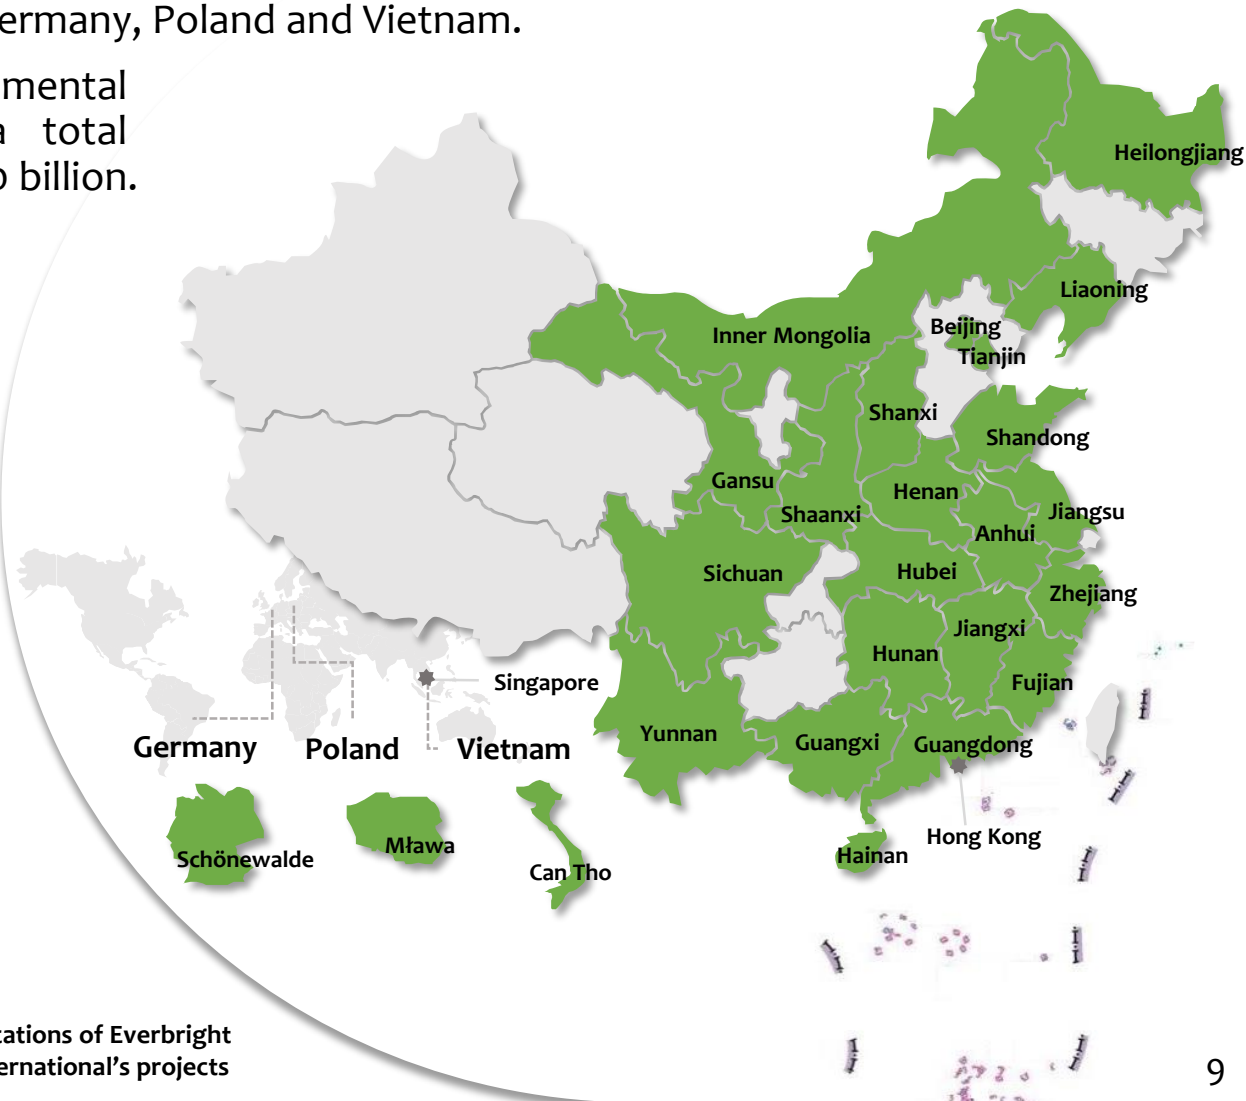 ermany, Poland and Vietnam.
mental
a total
billion.
Heilongjiang
Liaoning
Inner Mongolia
Beijing
Tianjin
Shanxi
Shandong
Gansu
Henan
Shaanxi
Jiangsu
Anhui
Sichuan
Hubei
Zhejiang
Jiangxi
Hunan
Fujian
Singapore
Yunnan
Guangxi
Guangdong
Germany
Poland
Vietnam
Hong Kong
Hainan
Schönewalde
Mława
Can Tho
ations of Everbright
ernational's projects
9